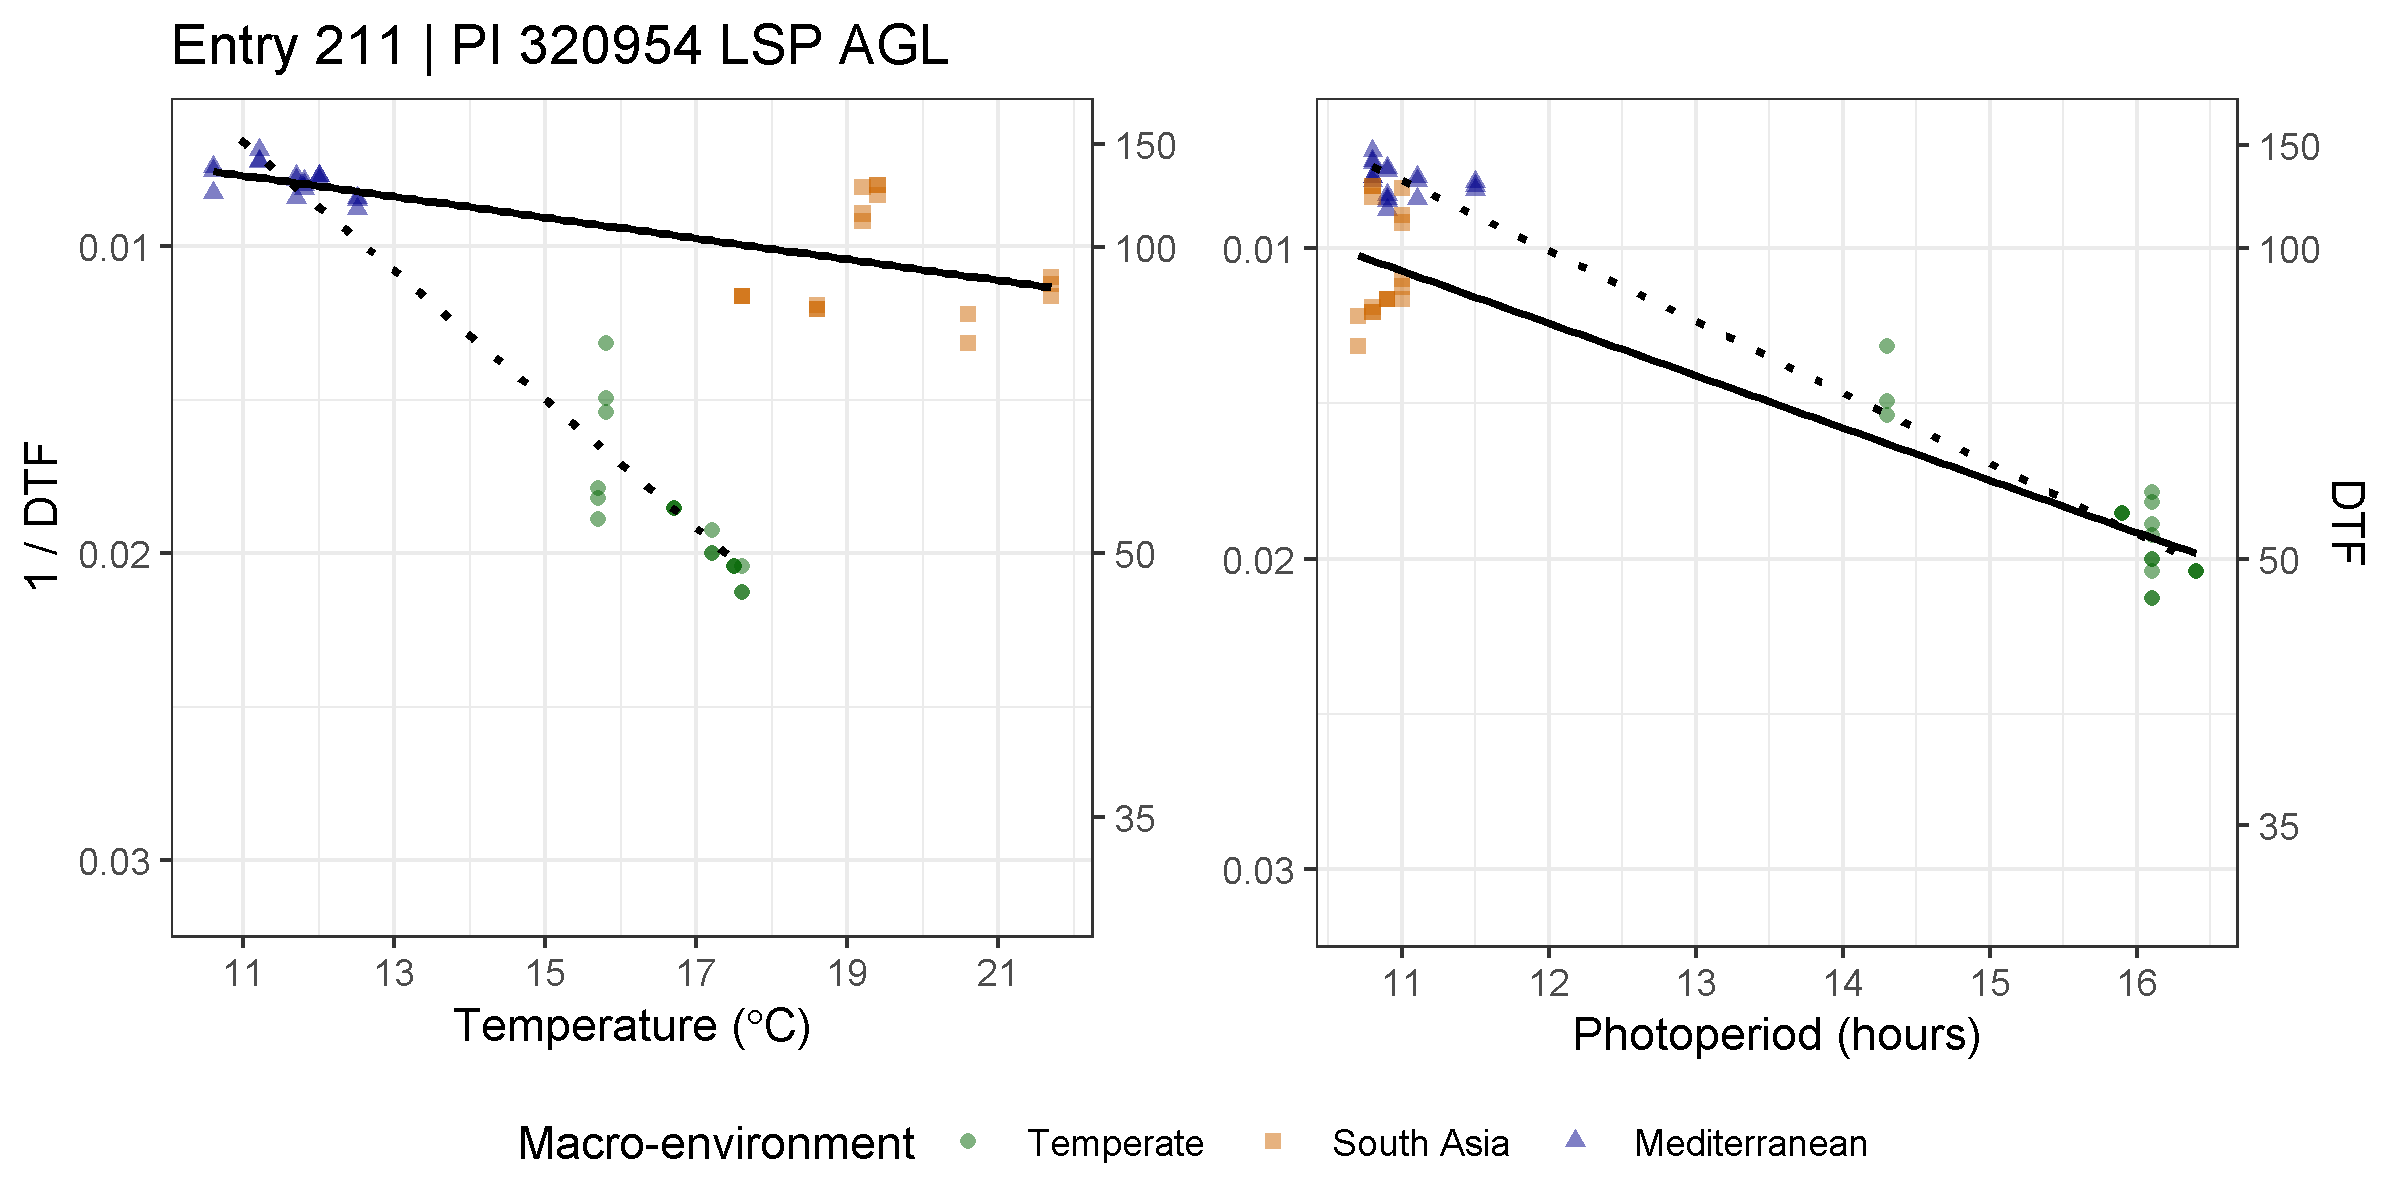 Entry 211 | PI 320954 LSP AGL
1 / DTF
0.01
0.02
0.03
150
100
50
35
11 13 15 17 19 21
Temperature (°C)
0.01
0.02
0.03
150
100
50
35
DTF
11 12 13 14 15 16
Photoperiod (hours)
Macro-environment Temperate South Asia Mediterranean